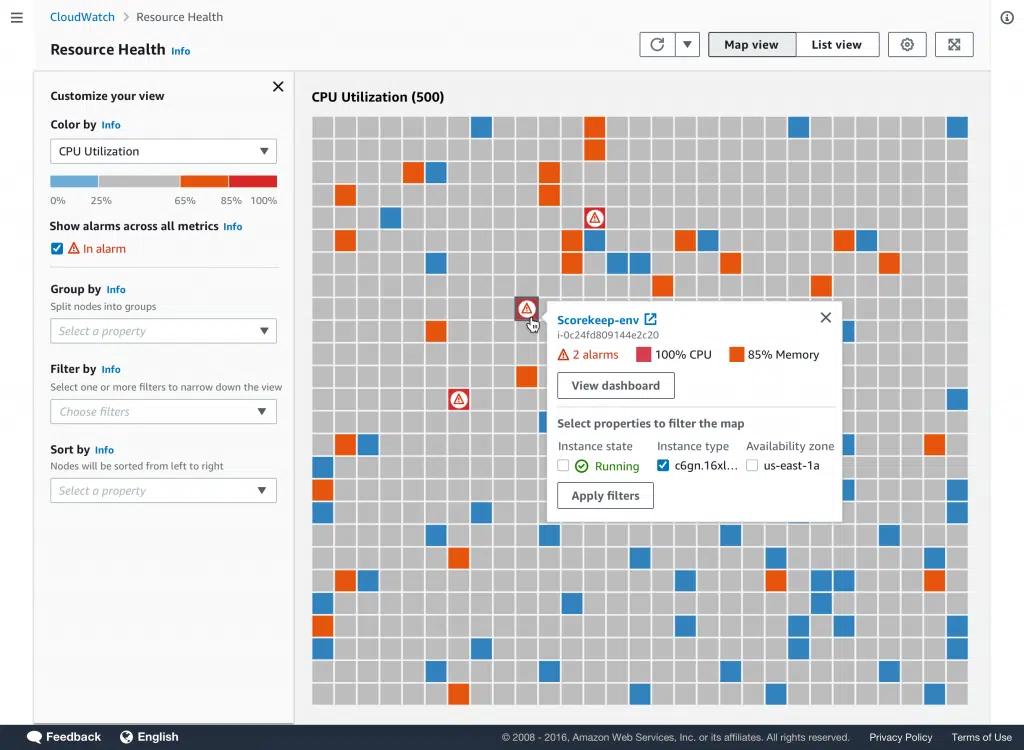 CloudWatch > Resource Health
Resource Health Info
Map view List view
Customize your view
Color by Info
CPU Utilization
0% 25% 65% 85% 100%
Show alarms across all metrics Info
In alarm
Group by Info
Split nodes into groups
Select a property
Filter by Info
Select one or more filters to narrow down the view
Choose filters
Sort by Info
Nodes will be sorted from left to right
Select a property
CPU Utilization (500)
Scorekeep-env
i-0c24fd809144e2c20
2 alarms 100% CPU 85% Memory
View dashboard
Select properties to filter the map
Instance state Instance type Availability zone
Running c6gn.16xl... us-east-1a
Apply filters
Feedback English © 2008 - 2016, Amazon Web Services, Inc. or its affiliates. All rights reserved. Privacy Policy Terms of Use